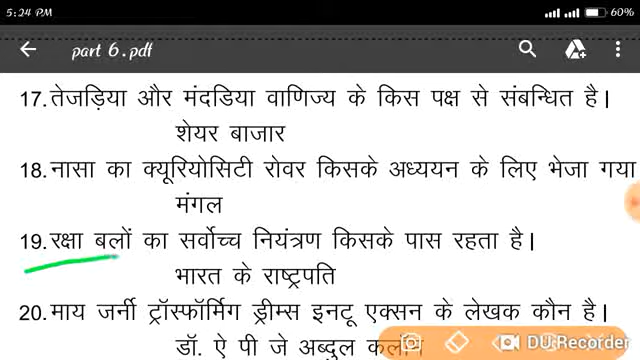 5:24 PM 60%
part 6.pdf
17. तेजड़िया और मंदडिया वाणिज्य के किस पक्ष से संबन्धित है।
शेयर बाजार
18. नासा का क्यूरियोसिटी रोवर किसके अध्ययन के लिए भेजा गया
मंगल
19. रक्षा बलों का सर्वोच्च नियंत्रण किसके पास रहता है।
भारत के राष्ट्रपति
20. माय जर्नी ट्रॉस्फॉर्मिग ड्रीम्स इनटू एक्सन के लेखक कौन है।
डॉ. ऐ पी जे अब्दुल कलाम
DU Recorder